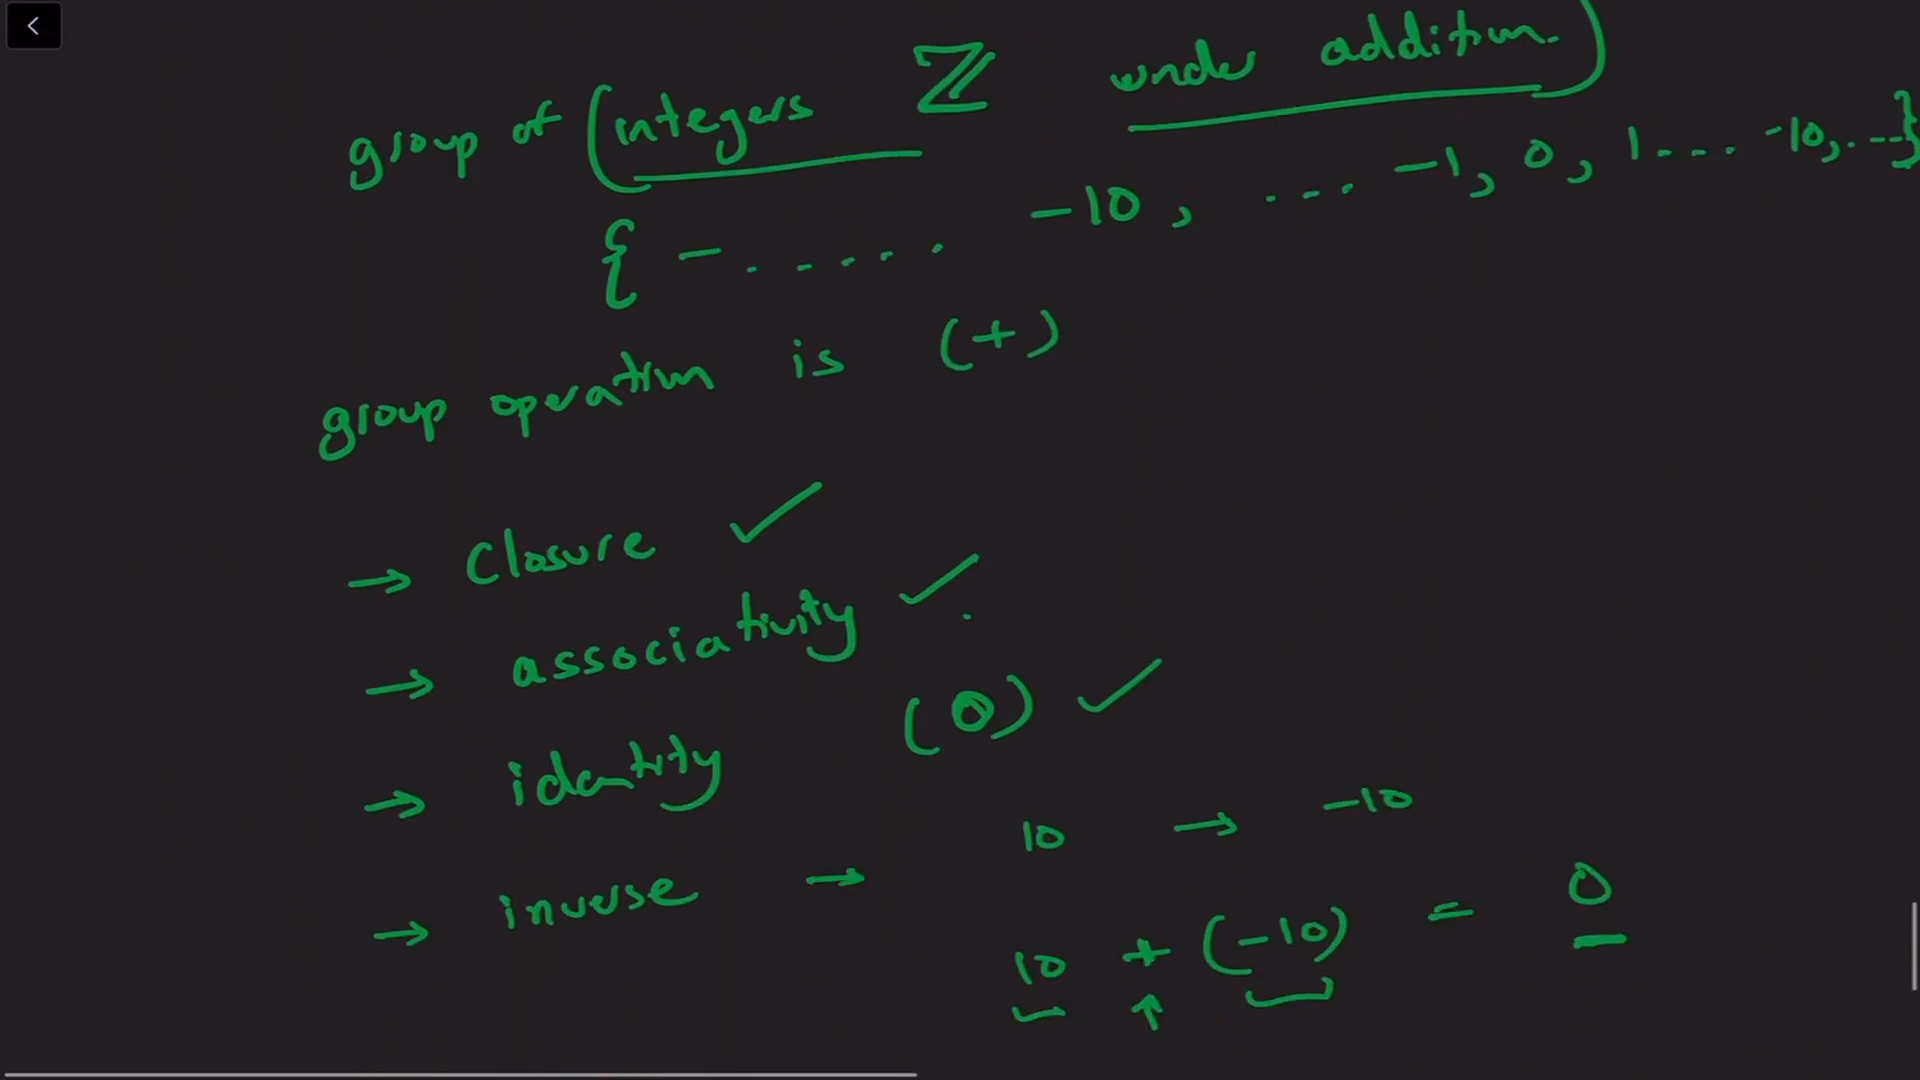 group of (integers ℤ under addition.)
{ - ..... -10, .... -1, 0, 1.... -10, ...}
group operation is (+)
→ Closure ✓
→ associativity ✓
→ identity (0) ✓
→ inverse → 10 → -10
10 + (-10) = 0
↑